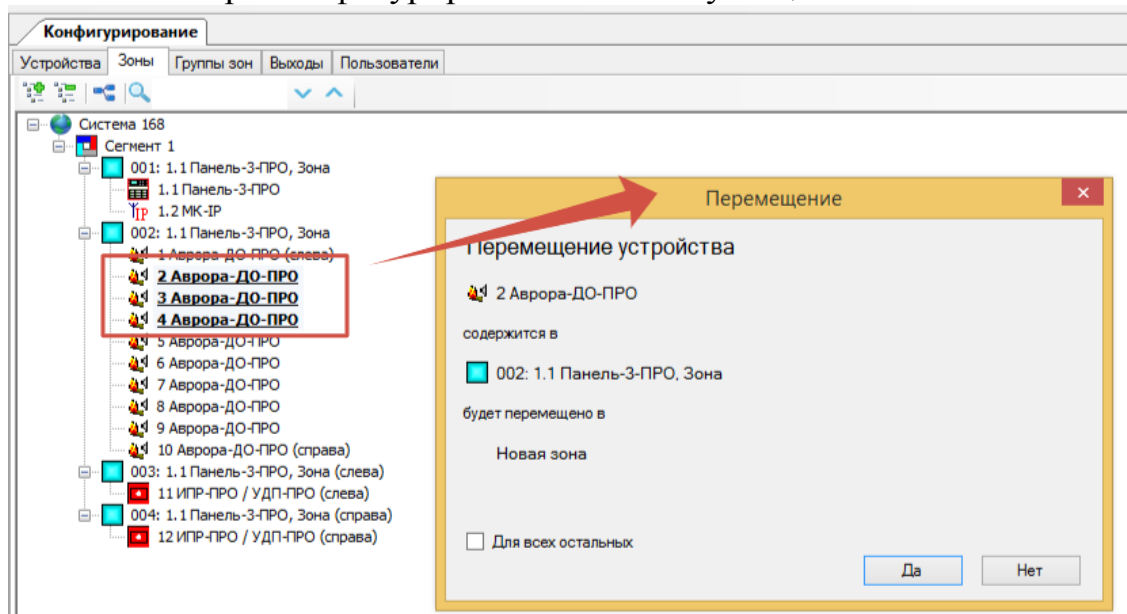 Конфигурирование
Устройства Зоны Группы зон Выходы Пользователи
Система 168
Сегмент 1
001: 1.1 Панель-3-ПРО, Зона
1.1 Панель-3-ПРО
IP 1.2 МК-IP
002: 1.1 Панель-3-ПРО, Зона
1 Аврора-ДО-ПРО (слева)
2 Аврора-ДО-ПРО
3 Аврора-ДО-ПРО
4 Аврора-ДО-ПРО
5 Аврора-ДО-ПРО
6 Аврора-ДО-ПРО
7 Аврора-ДО-ПРО
8 Аврора-ДО-ПРО
9 Аврора-ДО-ПРО
10 Аврора-ДО-ПРО (справа)
003: 1.1 Панель-3-ПРО, Зона (слева)
11 ИПР-ПРО / УДП-ПРО (слева)
004: 1.1 Панель-3-ПРО, Зона (справа)
12 ИПР-ПРО / УДП-ПРО (справа)
Перемещение
Перемещение устройства
2 Аврора-ДО-ПРО
содержится в
002: 1.1 Панель-3-ПРО, Зона
будет перемещено в
Новая зона
Для всех остальных
Да Нет